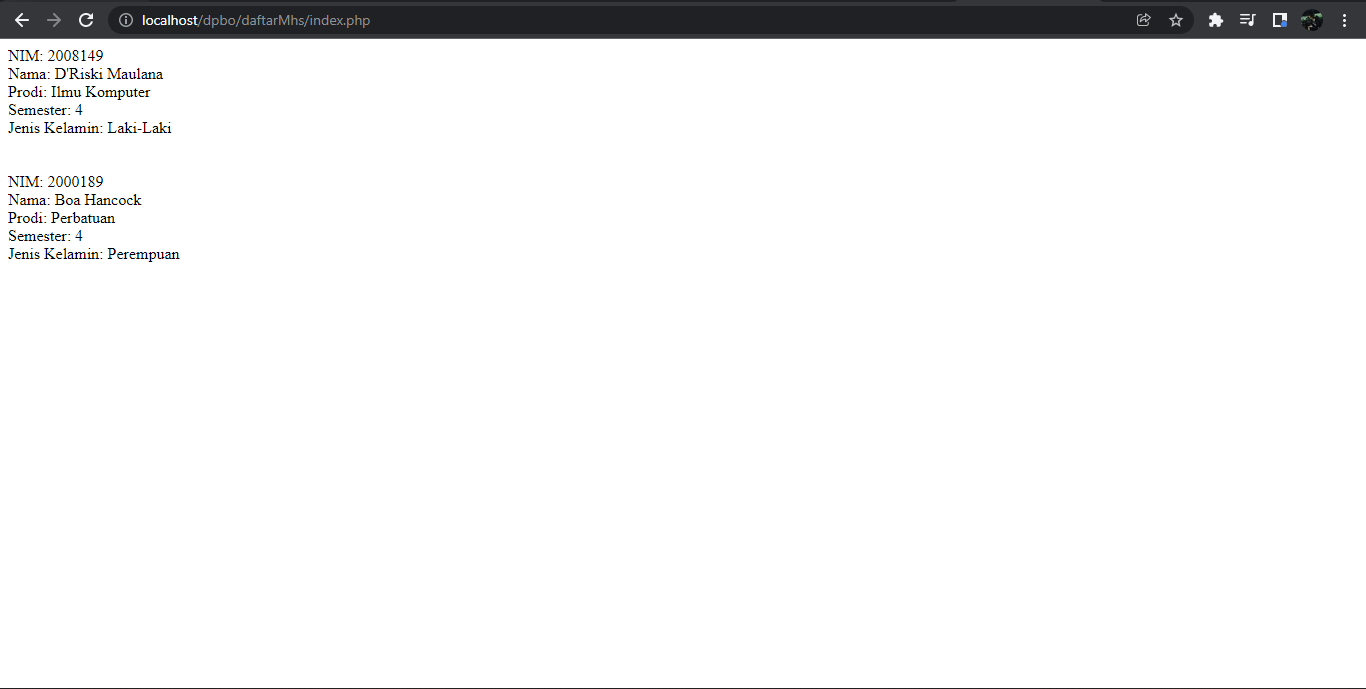 localhost/dpbo/daftarMhs/index.php
NIM: 2008149
Nama: D'Riski Maulana
Prodi: Ilmu Komputer
Semester: 4
Jenis Kelamin: Laki-Laki
NIM: 2000189
Nama: Boa Hancock
Prodi: Perbatuan
Semester: 4
Jenis Kelamin: Perempuan